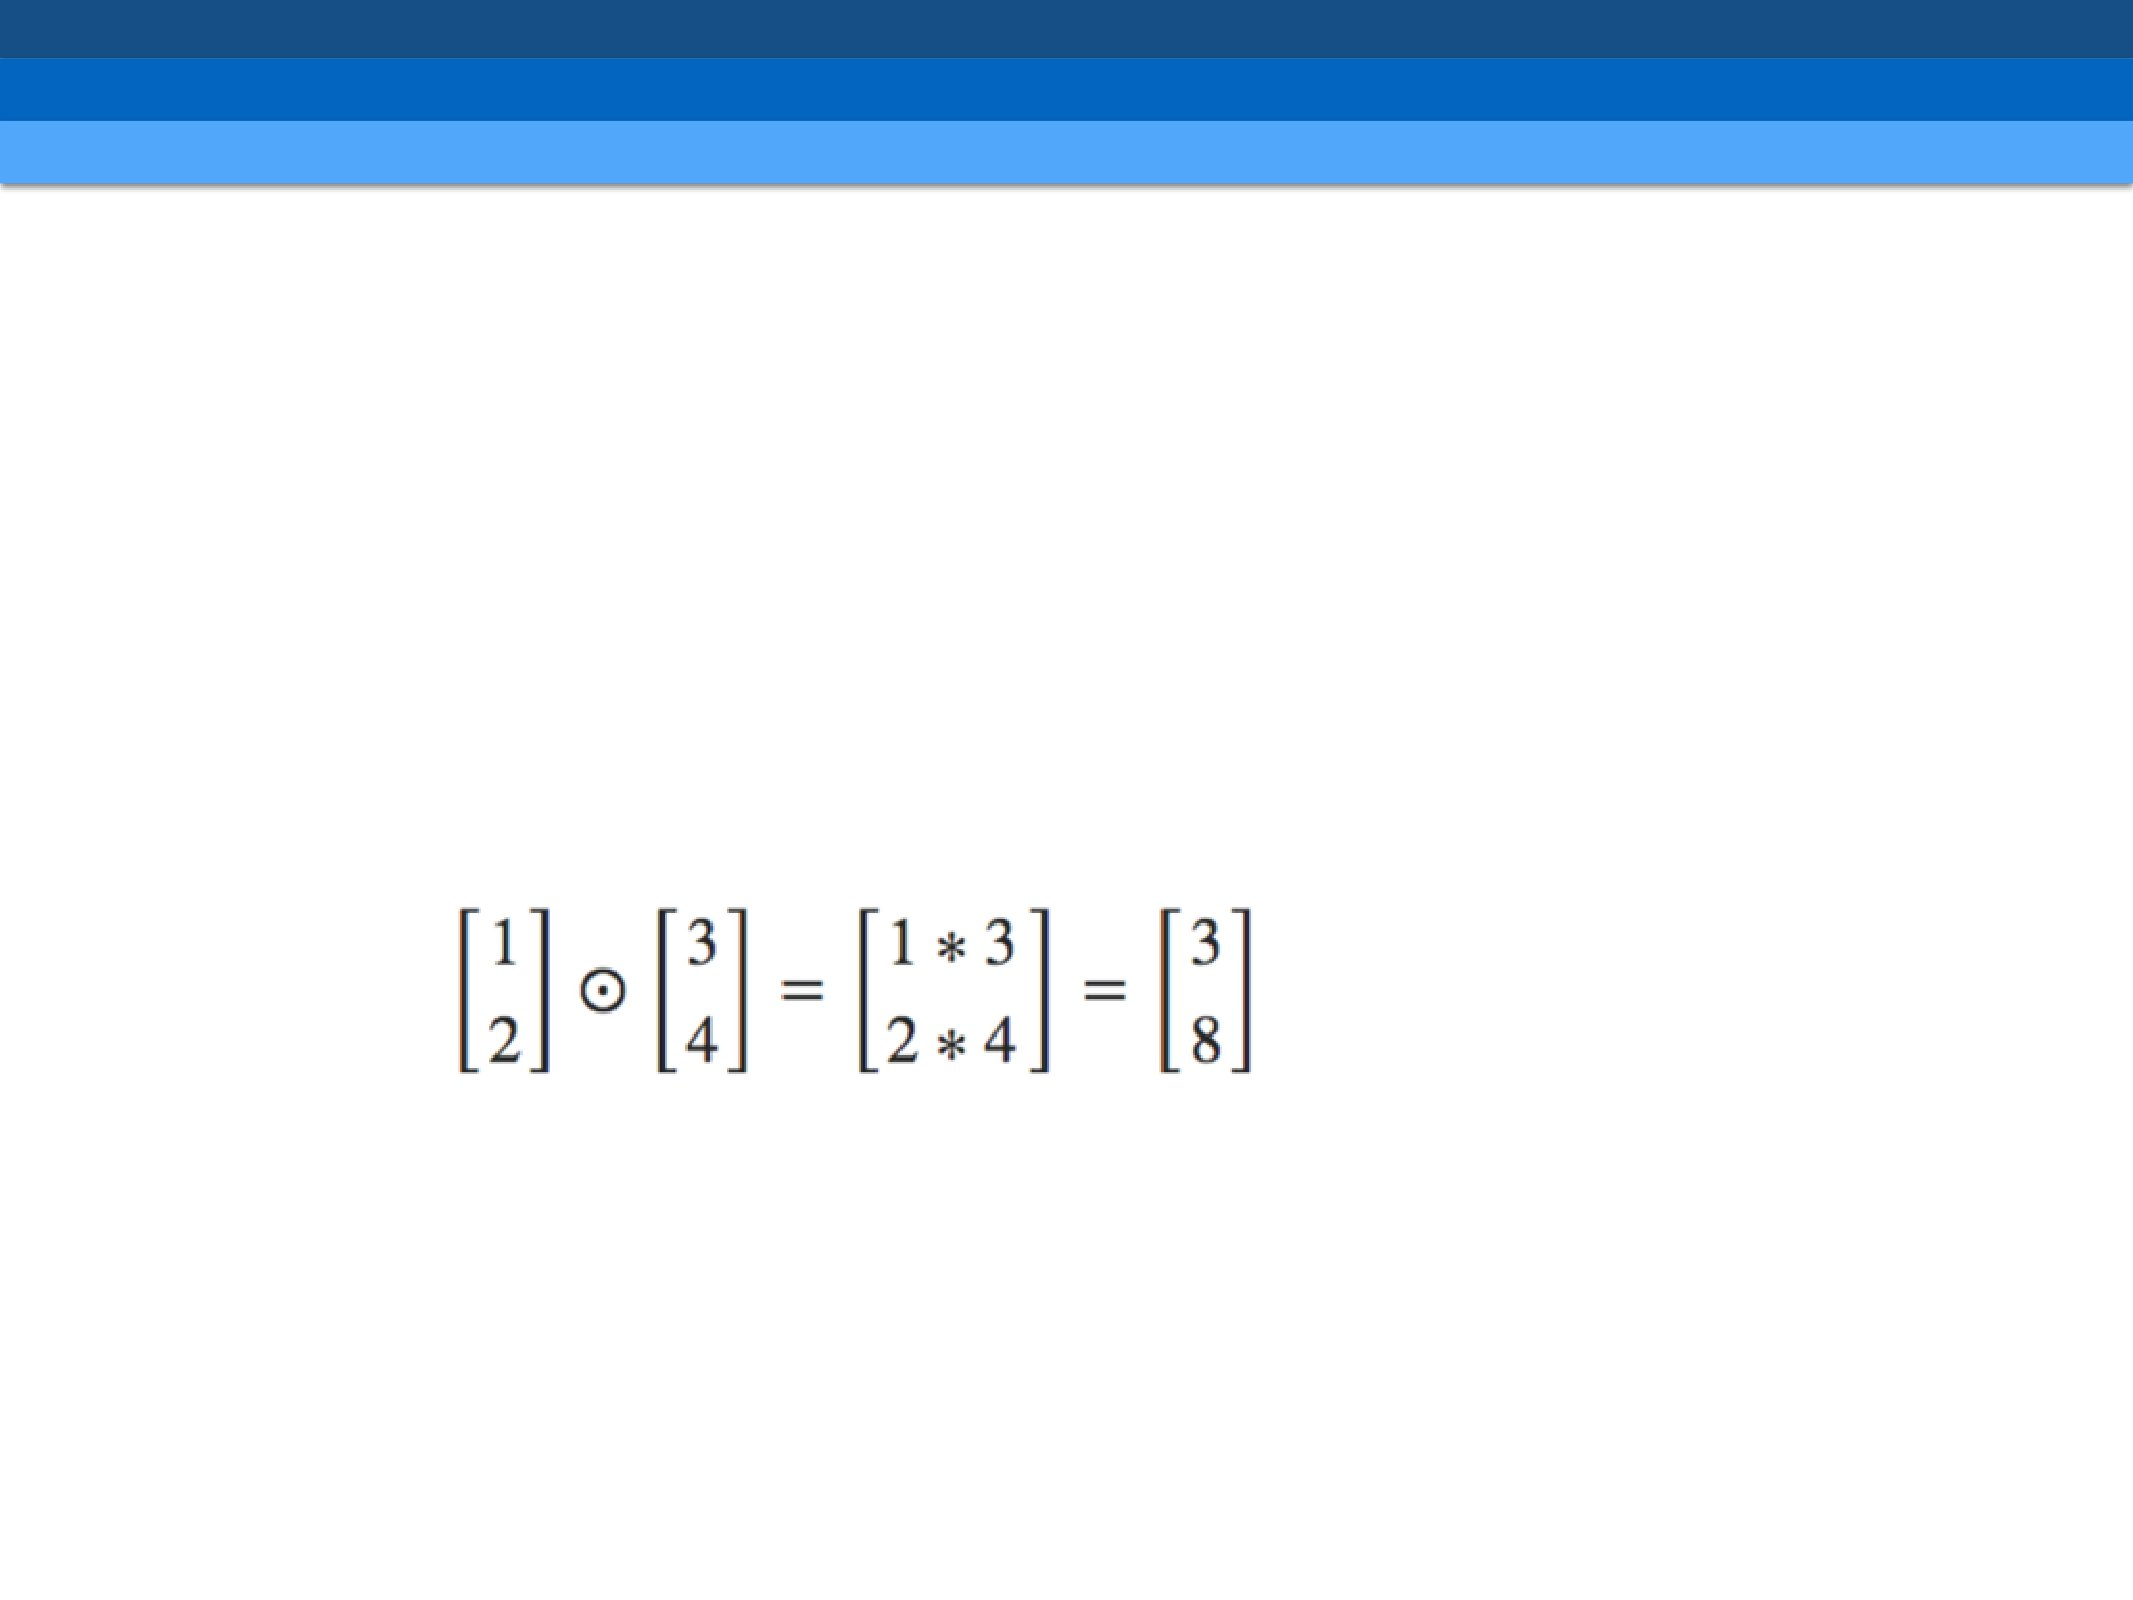 [1 2] ⊙ [3 4] = [1 * 3 2 * 4] = [3 8]